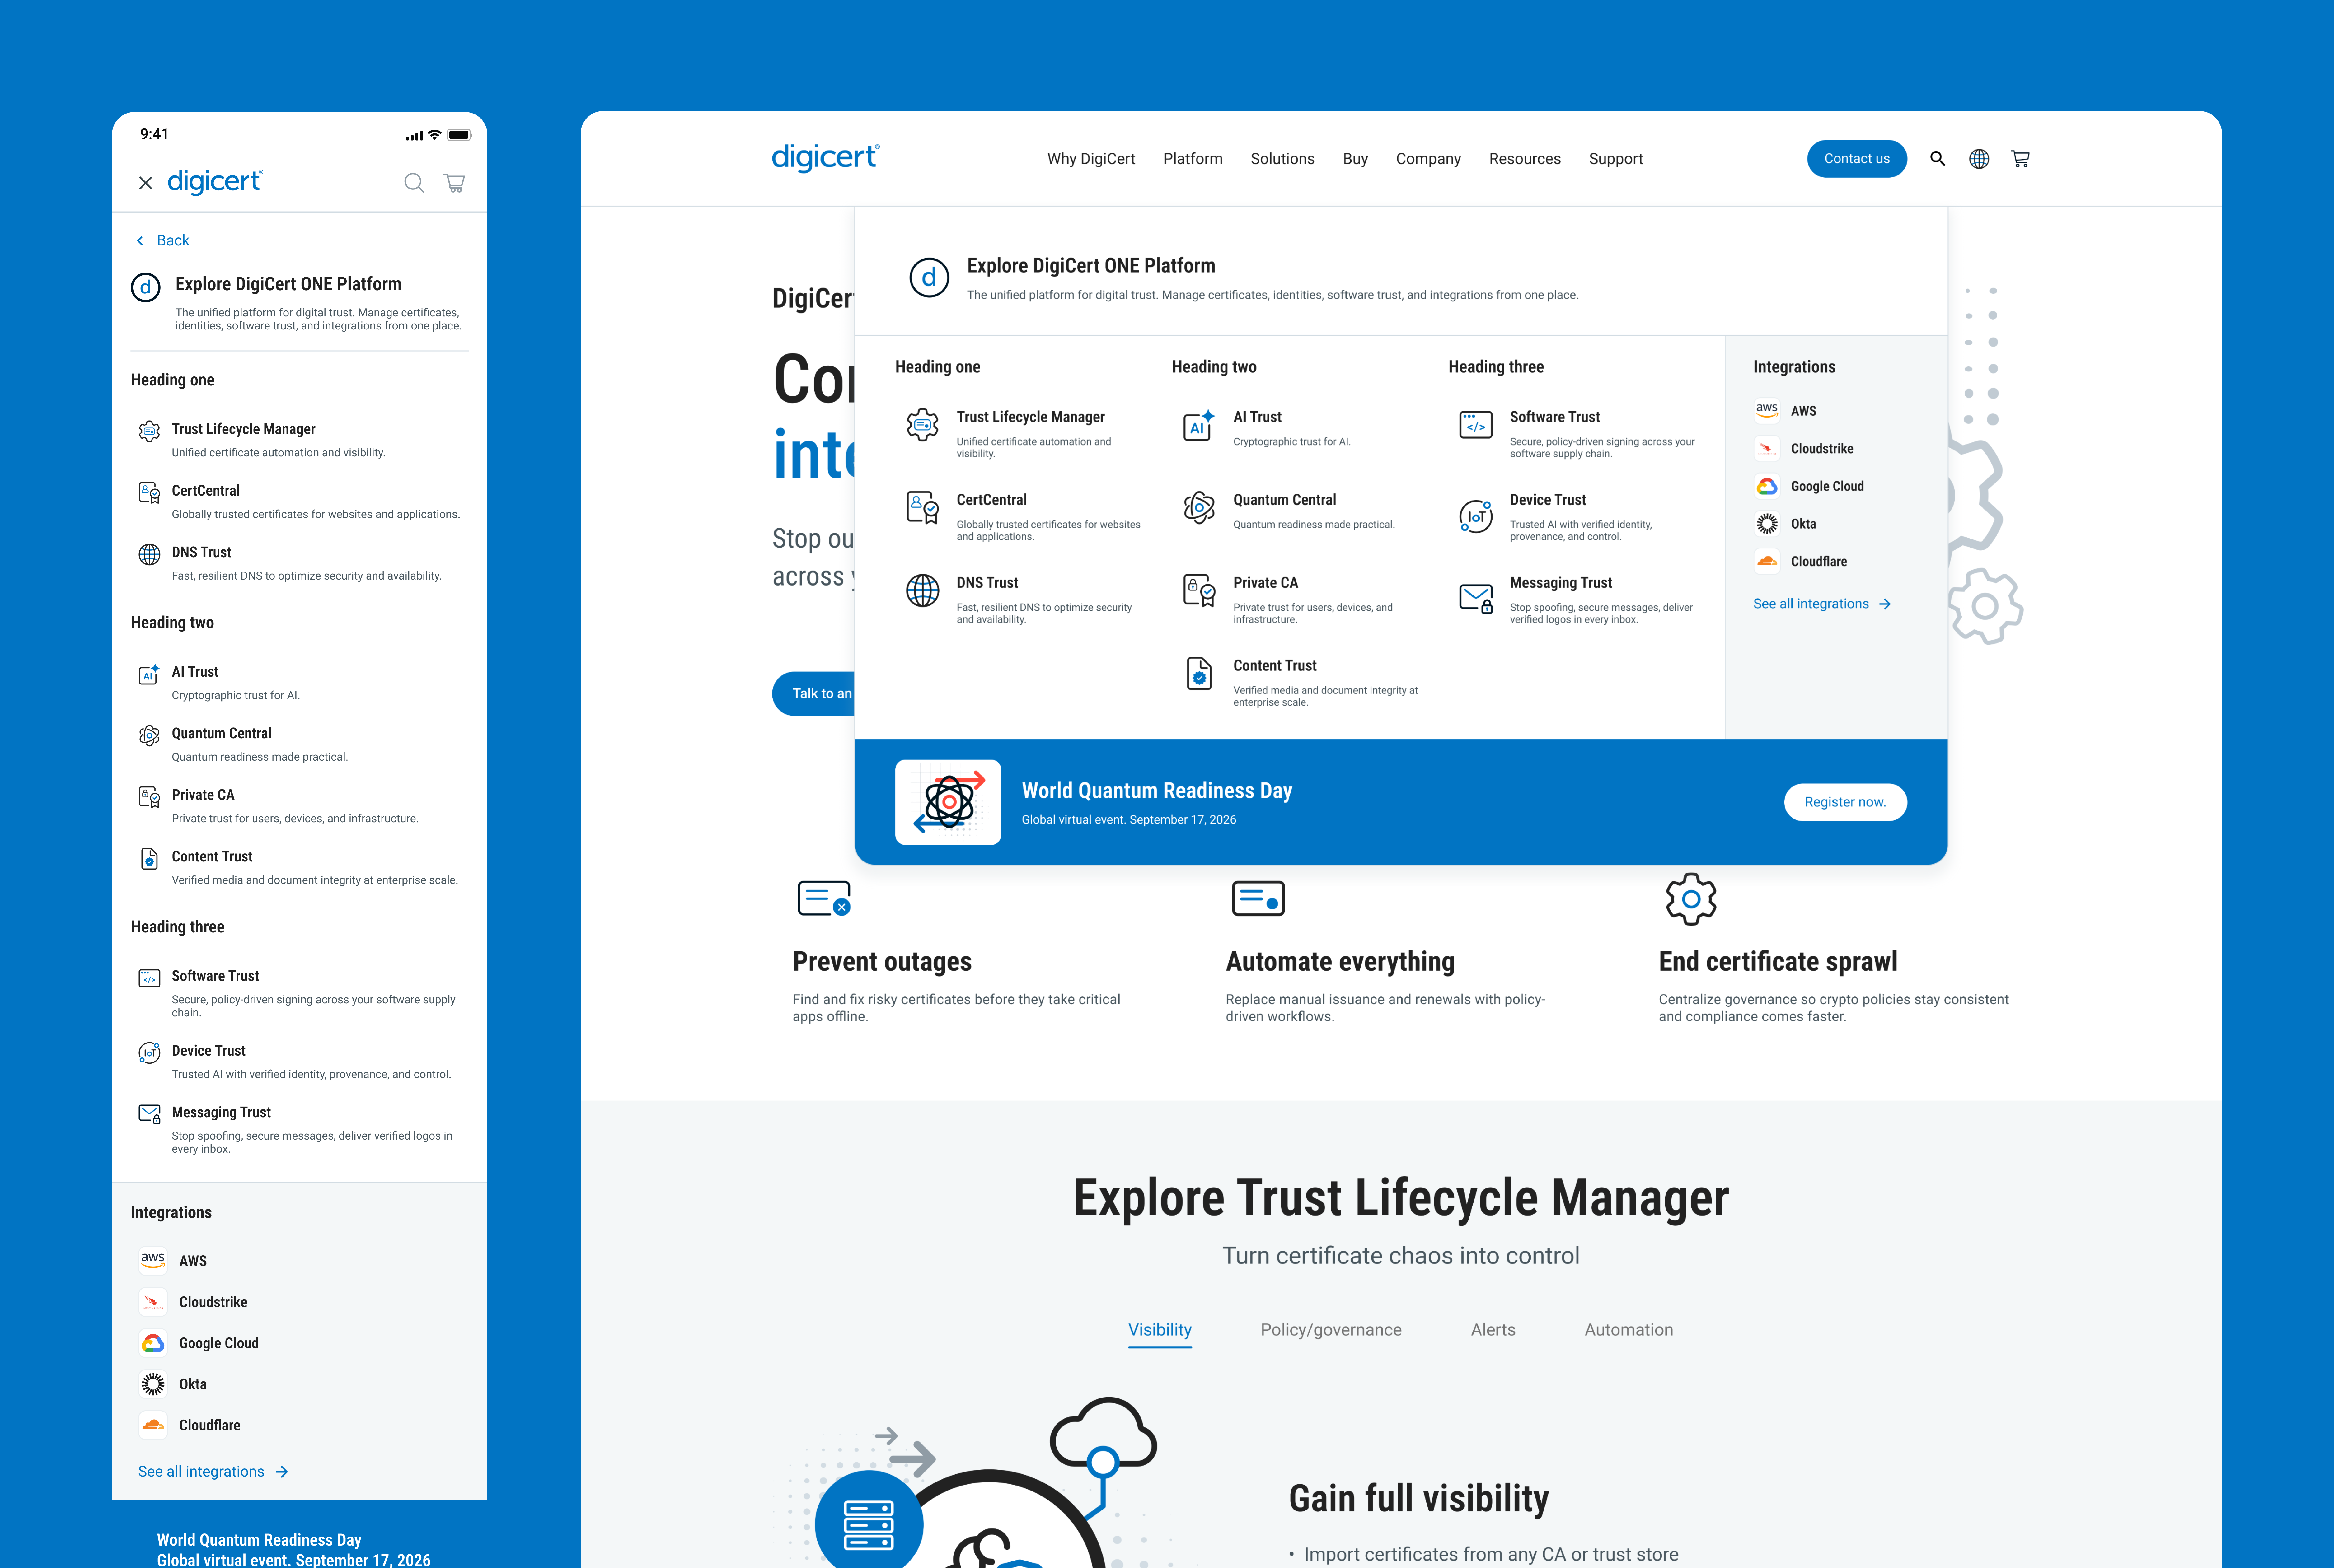 9:41
digicert®
Back
d
Explore DigiCert ONE Platform
The unified platform for digital trust. Manage certificates,
identities, software trust, and integrations from one place.
Heading one
Trust Lifecycle Manager
Unified certificate automation and visibility.
CertCentral
Globally trusted certificates for websites and applications.
DNS Trust
Fast, resilient DNS to optimize security and availability.
Heading two
AI
AI Trust
Cryptographic trust for AI.
Quantum Central
Quantum readiness made practical.
Private CA
Private trust for users, devices, and infrastructure.
Content Trust
Verified media and document integrity at enterprise scale.
Heading three
</>
Software Trust
Secure, policy-driven signing across your software supply
chain.
IoT
Device Trust
Trusted AI with verified identity, provenance, and control.
Messaging Trust
Stop spoofing, secure messages, deliver verified logos in
every inbox.
Integrations
aws
AWS
Cloudstrike
Google Cloud
Okta
Cloudflare
See all integrations
World Quantum Readiness Day
Global virtual event. September 17, 2026
digicert®
Why DigiCert
Platform
Solutions
Buy
Company
Resources
Support
Contact us
DigiCer
Co
inte
Stop ou
across
Talk to an
d
Explore DigiCert ONE Platform
The unified platform for digital trust. Manage certificates, identities, software trust, and integrations from one place.
Heading one
Trust Lifecycle Manager
Unified certificate automation and
visibility.
CertCentral
Globally trusted certificates for websites
and applications.
DNS Trust
Fast, resilient DNS to optimize security
and availability.
Heading two
AI
AI Trust
Cryptographic trust for AI.
Quantum Central
Quantum readiness made practical.
Private CA
Private trust for users, devices, and
infrastructure.
Content Trust
Verified media and document integrity at
enterprise scale.
Heading three
</>
Software Trust
Secure, policy-driven signing across your
software supply chain.
IoT
Device Trust
Trusted AI with verified identity,
provenance, and control.
Messaging Trust
Stop spoofing, secure messages, deliver
verified logos in every inbox.
Integrations
aws
AWS
Cloudstrike
Google Cloud
Okta
Cloudflare
See all integrations
World Quantum Readiness Day
Global virtual event. September 17, 2026
Register now.
Prevent outages
Find and fix risky certificates before they take critical
apps offline.
Automate everything
Replace manual issuance and renewals with policy-
driven workflows.
End certificate sprawl
Centralize governance so crypto policies stay consistent
and compliance comes faster.
Explore Trust Lifecycle Manager
Turn certificate chaos into control
Visibility
Policy/governance
Alerts
Automation
Gain full visibility
• Import certificates from any CA or trust store